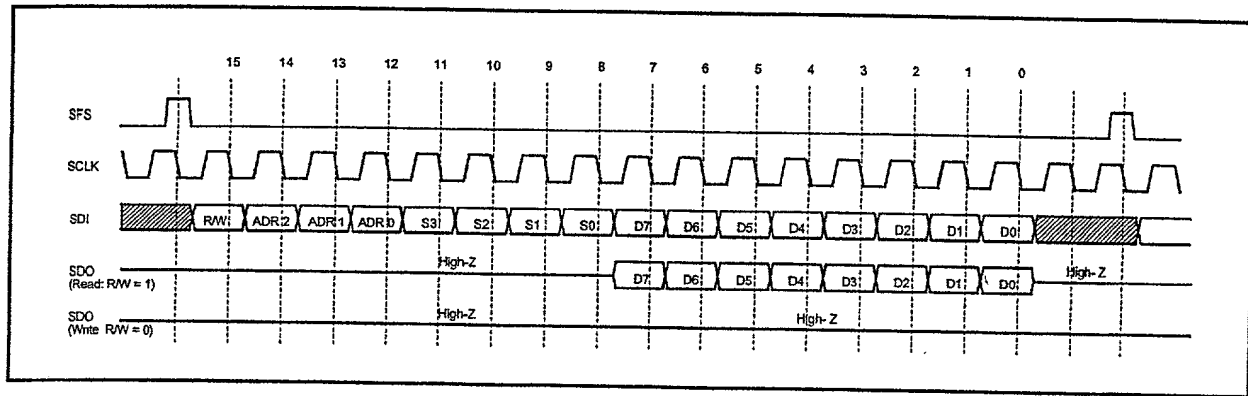 15 14 13 12 11 10 9 8 7 6 5 4 3 2 1 0
SFS
SCLK
SDI R/W ADR 2 ADR 1 ADR 0 S3 S2 S1 S0 D7 D6 D5 D4 D3 D2 D1 D0
SDO High-Z D7 D6 D5 D4 D3 D2 D1 D0 High-Z
(Read: R/W = 1)
SDO High-Z High-Z
(Write R/W = 0)